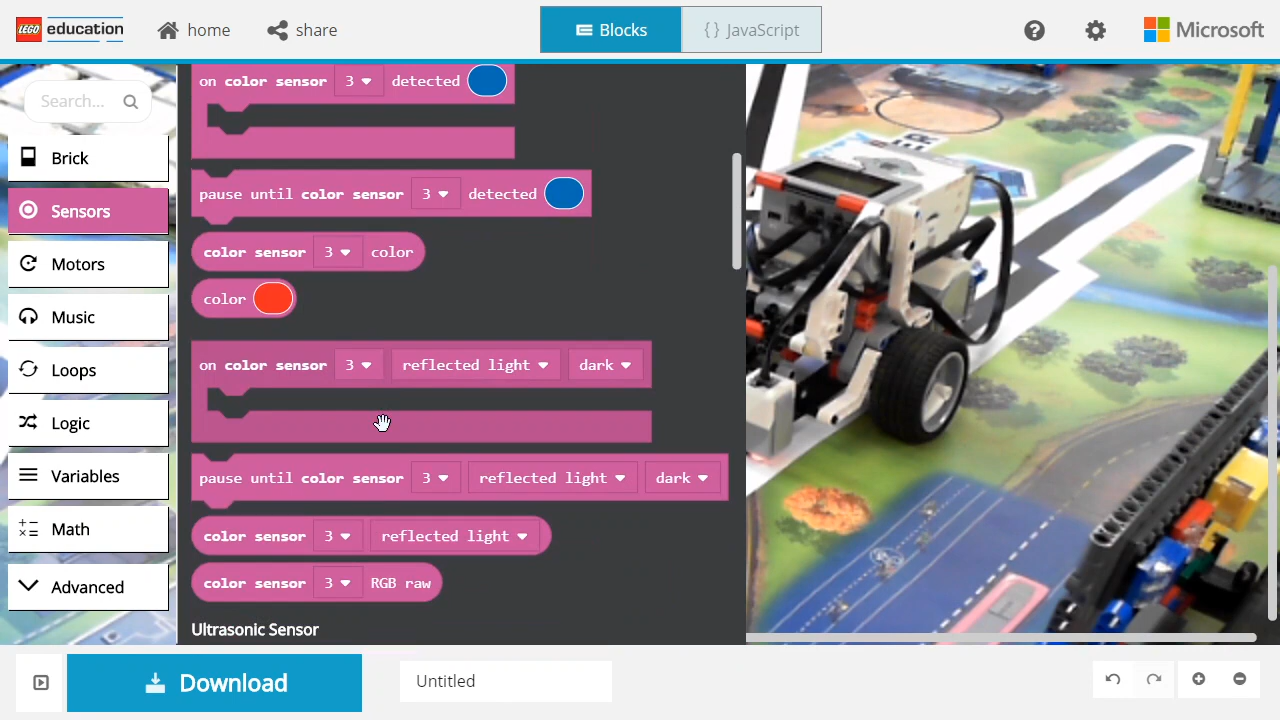 LEGO education
home
share
Blocks
{ } JavaScript
Microsoft
Search...
Brick
Sensors
Motors
Music
Loops
Logic
Variables
Math
Advanced
on color sensor 3 detected
pause until color sensor 3 detected
color sensor 3 color
color
on color sensor 3 reflected light dark
pause until color sensor 3 reflected light dark
color sensor 3 reflected light
color sensor 3 RGB raw
Ultrasonic Sensor
Download
Untitled